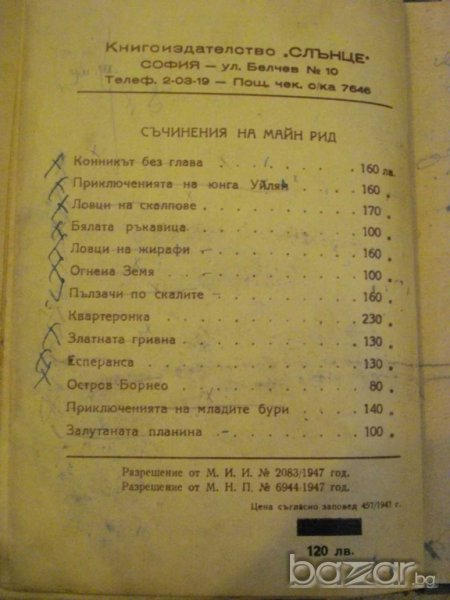 Книгоиздателство „СЛЪНЦЕ"
СОФИЯ — ул. Белчев № 10
Телеф. 2-03-19 — Пощ. чек. с/ка 7646
СЪЧИНЕНИЯ НА МАЙН РИД
Конникът без глава . . . . . . . . 160 лв.
Приключенията на юнга Уйлям . . . 160 „
Ловци на скалпове . . . . . . . . 170 „
Бялата ръкавица . . . . . . . . . 100 „
Ловци на жирафи . . . . . . . . . 160 „
Огнена Земя . . . . . . . . . . . 100 „
Пълзачи по скалите . . . . . . . . 160 „
Квартеронка . . . . . . . . . . . 230 „
Златната гривна . . . . . . . . . 130 „
Есперанса . . . . . . . . . . . . 130 „
Остров Борнео . . . . . . . . . . 80 „
Приключенията на младите бури . . 140 „
Залутаната планина . . . . . . . . 100 „
Разрешение от М. И. И. № 2083/1947 год.
Разрешение от М. Н. П. № 6944-1947 год.
Цена съгласно заповед 457/1947 г.
120 лв.
bazar.bg